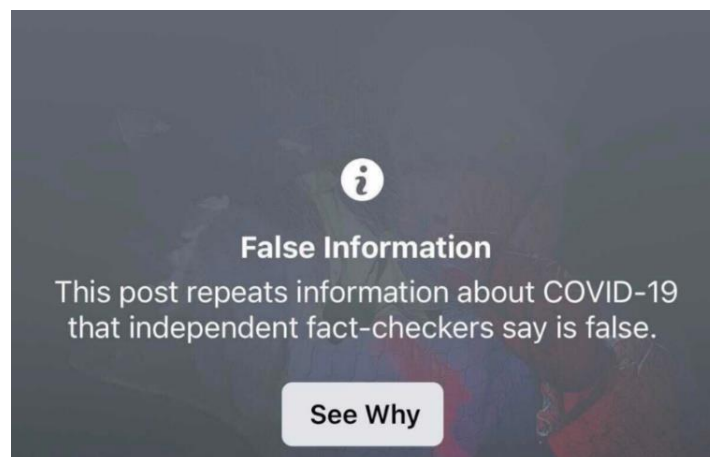 False Information
This post repeats information about COVID-19
that independent fact-checkers say is false.
See Why